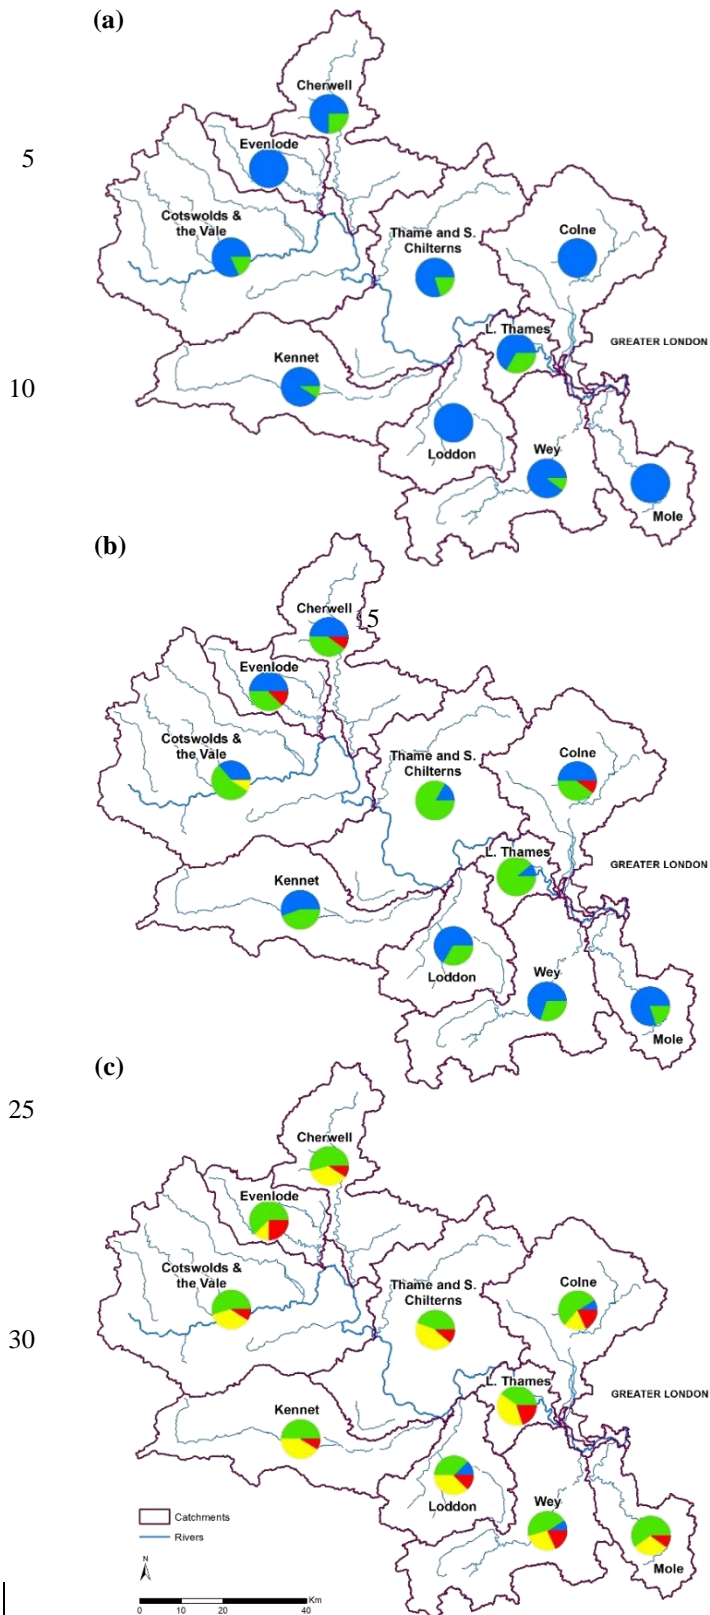 (a)
Cherwell
5
Evenlode
Cotswolds &
the Vale
Thame and S.
Chilterns
Colne
L. Thames
GREATER LONDON
Kennet
10
Loddon
Wey
Mole
(b)
Cherwell
15
Evenlode
Cotswolds &
the Vale
Thame and S.
Chilterns
Colne
L. Thames
GREATER LONDON
Kennet
Loddon
Wey
Mole
(c)
25
Cherwell
Evenlode
Cotswolds &
the Vale
Thame and S.
Chilterns
Colne
30
L. Thames
GREATER LONDON
Kennet
Loddon
Wey
Mole
Catchments
Rivers
N
Km
0 10 20 40